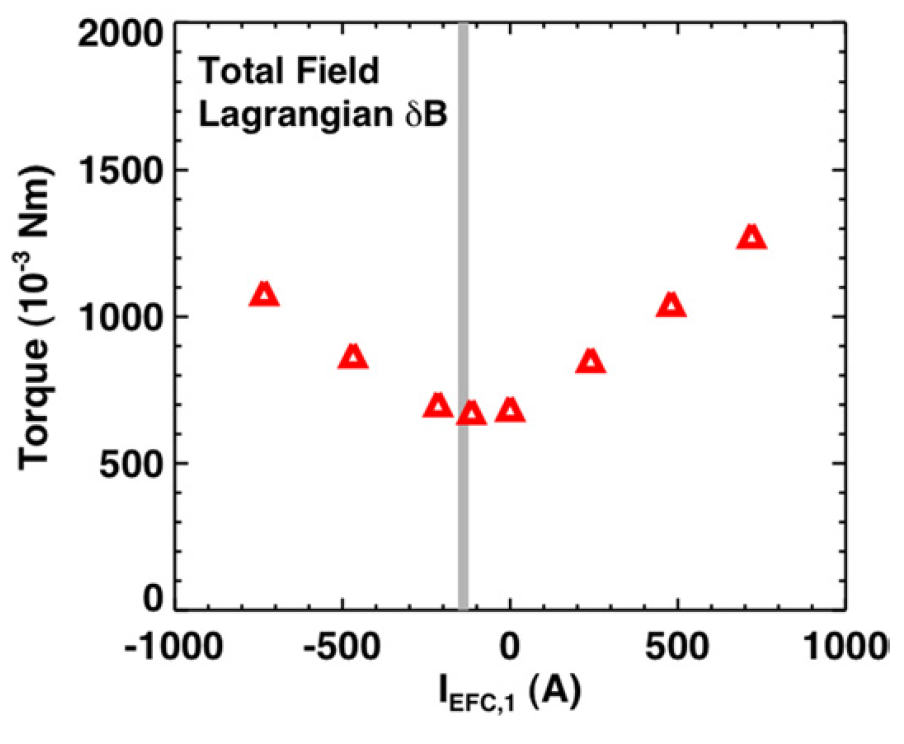 2000
Total Field
Lagrangian δB
1500
1000
500
0
Torque (10⁻³ Nm)
-1000 -500 0 500 1000
I_EFC,1 (A)